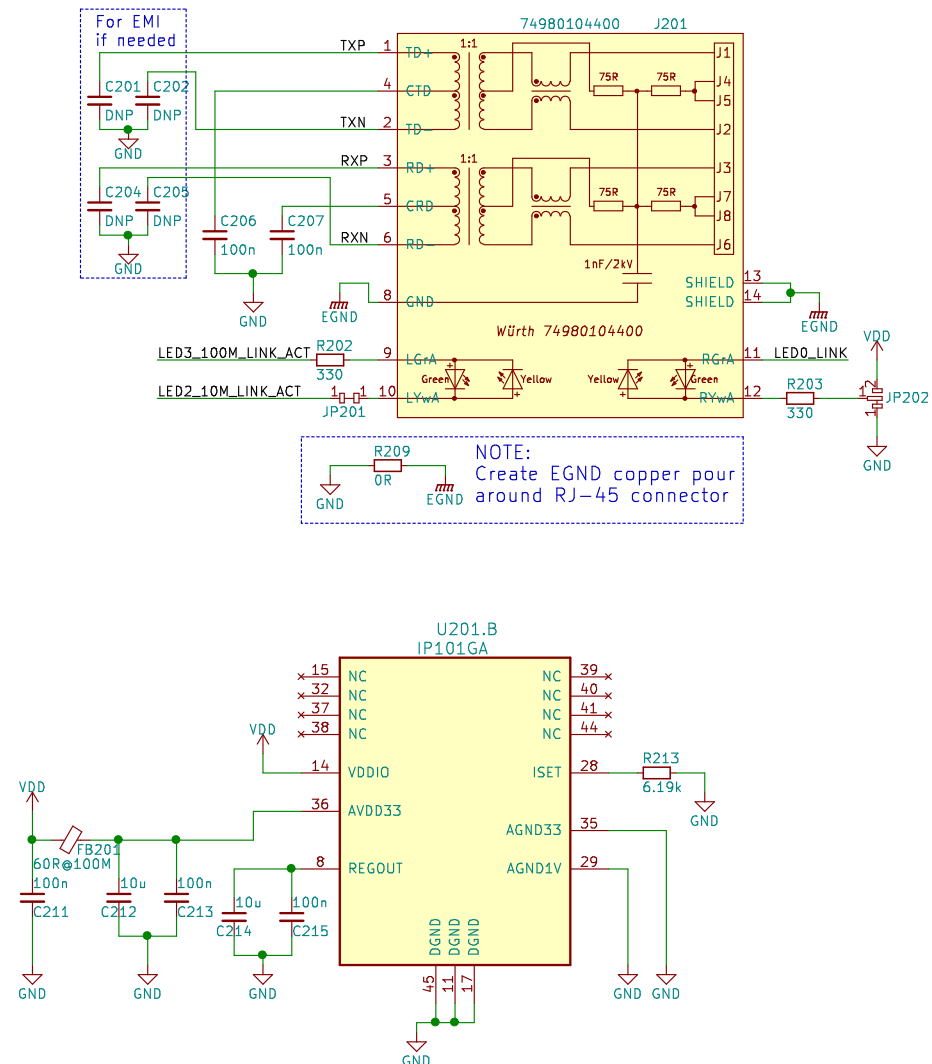 For EMI
if needed
74980104400
J201
TXP
1
TD+
1:1
J1
C201
C202
4
CTD
75R
75R
J4
J5
DNP
DNP
TXN
2
TD-
J2
GND
RXP
3
RD+
1:1
J3
C204
C205
5
CRD
75R
75R
J7
J8
DNP
DNP
C206
C207
RXN
6
RD-
J6
100n
100n
GND
1nF/2kV
SHIELD
13
8
GND
SHIELD
14
EGND
GND
EGND
Würth 74980104400
VDD
LED3_100M_LINK_ACT
R202
330
9
LGrA
RGrA
11
LED0_LINK
Green
Yellow
Yellow
Green
LED2_10M_LINK_ACT
1
1
JP201
10
LYwA
RYwA
12
R203
330
1
2
1
JP202
GND
R209
0R
GND
EGND
NOTE:
Create EGND copper pour
around RJ-45 connector
U201.B
IP101GA
15
NC
NC
39
32
NC
NC
40
37
NC
NC
41
38
NC
NC
44
VDD
14
VDDIO
ISET
28
R213
6.19k
GND
VDD
36
AVDD33
AGND33
35
FB201
60R@100M
8
REGOUT
AGND1V
29
100n
C211
10u
C212
100n
C213
10u
C214
100n
C215
DGND
DGND
DGND
45
11
17
GND
GND
GND
GND
GND
GND